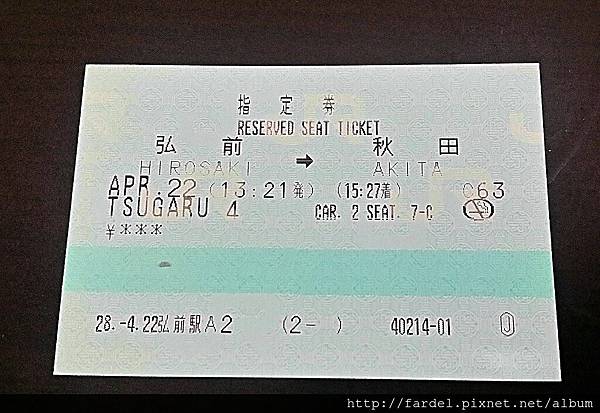 指定券
RESERVED SEAT TICKET
弘前 → 秋田
HIROSAKI AKITA
APR.22 (13:21発) (15:27着) C63
TSUGARU 4 CAR. 2 SEAT. 7-C
¥***
28.-4.22弘前駅A2 (2- ) 40214-01
http://fardel.pixnet.net/album